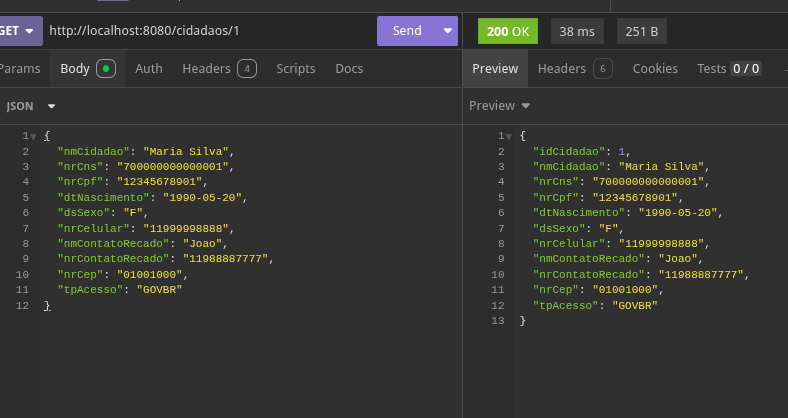 GET http://localhost:8080/cidadaos/1 Send 200 OK 38 ms 251 B
Params Body Auth Headers 4 Scripts Docs Preview Headers 6 Cookies Tests 0 / 0
JSON Preview
1 {
2 "nmCidadao": "Maria Silva",
3 "nrCns": "700000000000001",
4 "nrCpf": "12345678901",
5 "dtNascimento": "1990-05-20",
6 "dsSexo": "F",
7 "nrCelular": "11999998888",
8 "nmContatoRecado": "Joao",
9 "nrContatoRecado": "11988887777",
10 "nrCep": "01001000",
11 "tpAcesso": "GOVBR"
12 }
1 {
2 "idCidadao": 1,
3 "nmCidadao": "Maria Silva",
4 "nrCns": "700000000000001",
5 "nrCpf": "12345678901",
6 "dtNascimento": "1990-05-20",
7 "dsSexo": "F",
8 "nrCelular": "11999998888",
9 "nmContatoRecado": "Joao",
10 "nrContatoRecado": "11988887777",
11 "nrCep": "01001000",
12 "tpAcesso": "GOVBR"
13 }